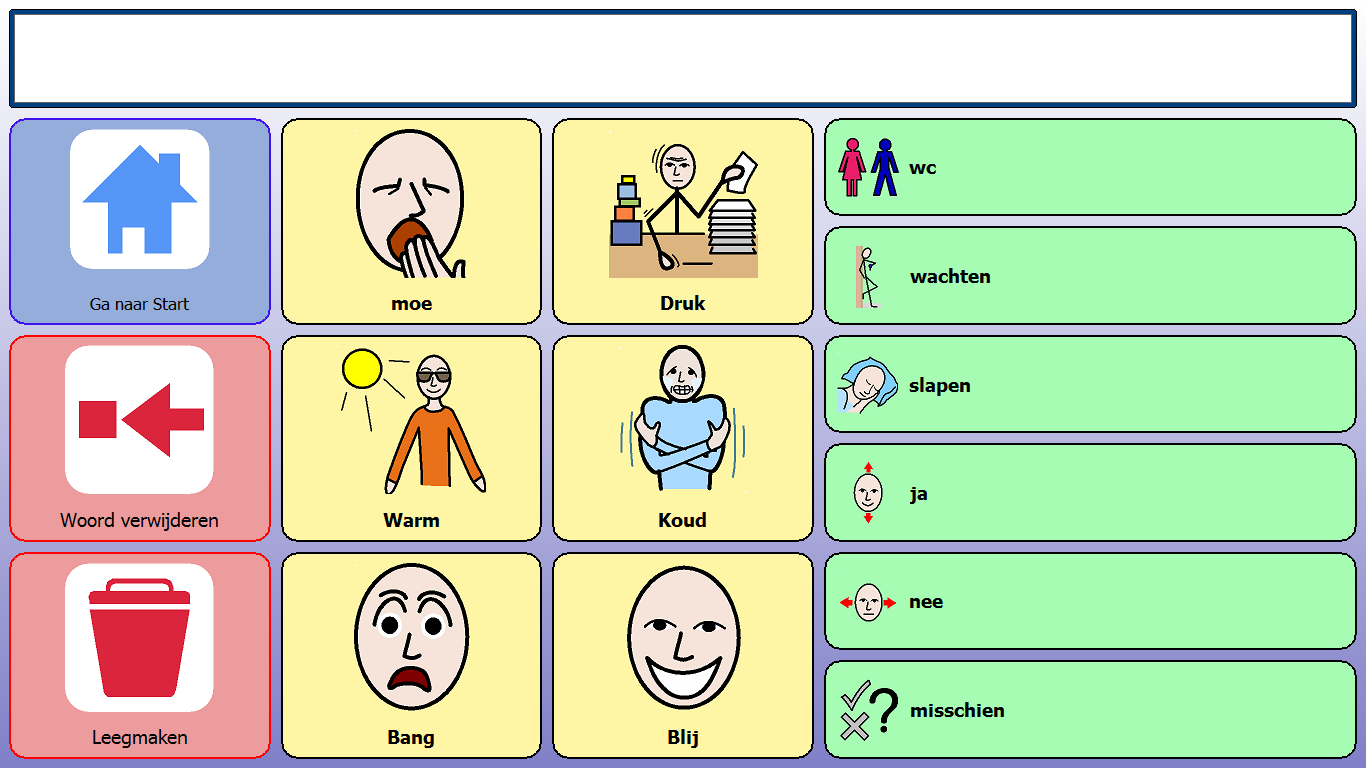 Ga naar Start
moe
Druk
wc
wachten
Woord verwijderen
Warm
Koud
slapen
ja
Leegmaken
Bang
Blij
nee
misschien